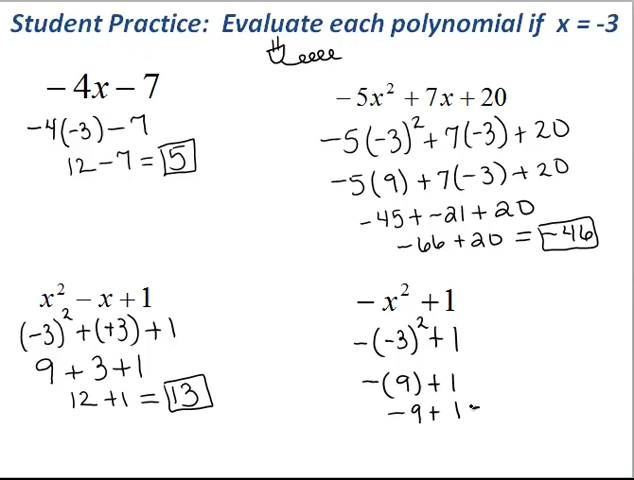 Student Practice: Evaluate each polynomial if x = -3
-4x - 7
-4(-3) - 7
12 - 7 = 5
-5x² + 7x + 20
-5(-3)² + 7(-3) + 20
-5(9) + 7(-3) + 20
-45 + -21 + 20
-66 + 20 = -46
x² - x + 1
(-3)² + (+3) + 1
9 + 3 + 1
12 + 1 = 13
-x² + 1
-(-3)² + 1
-(9) + 1
-9 + 1